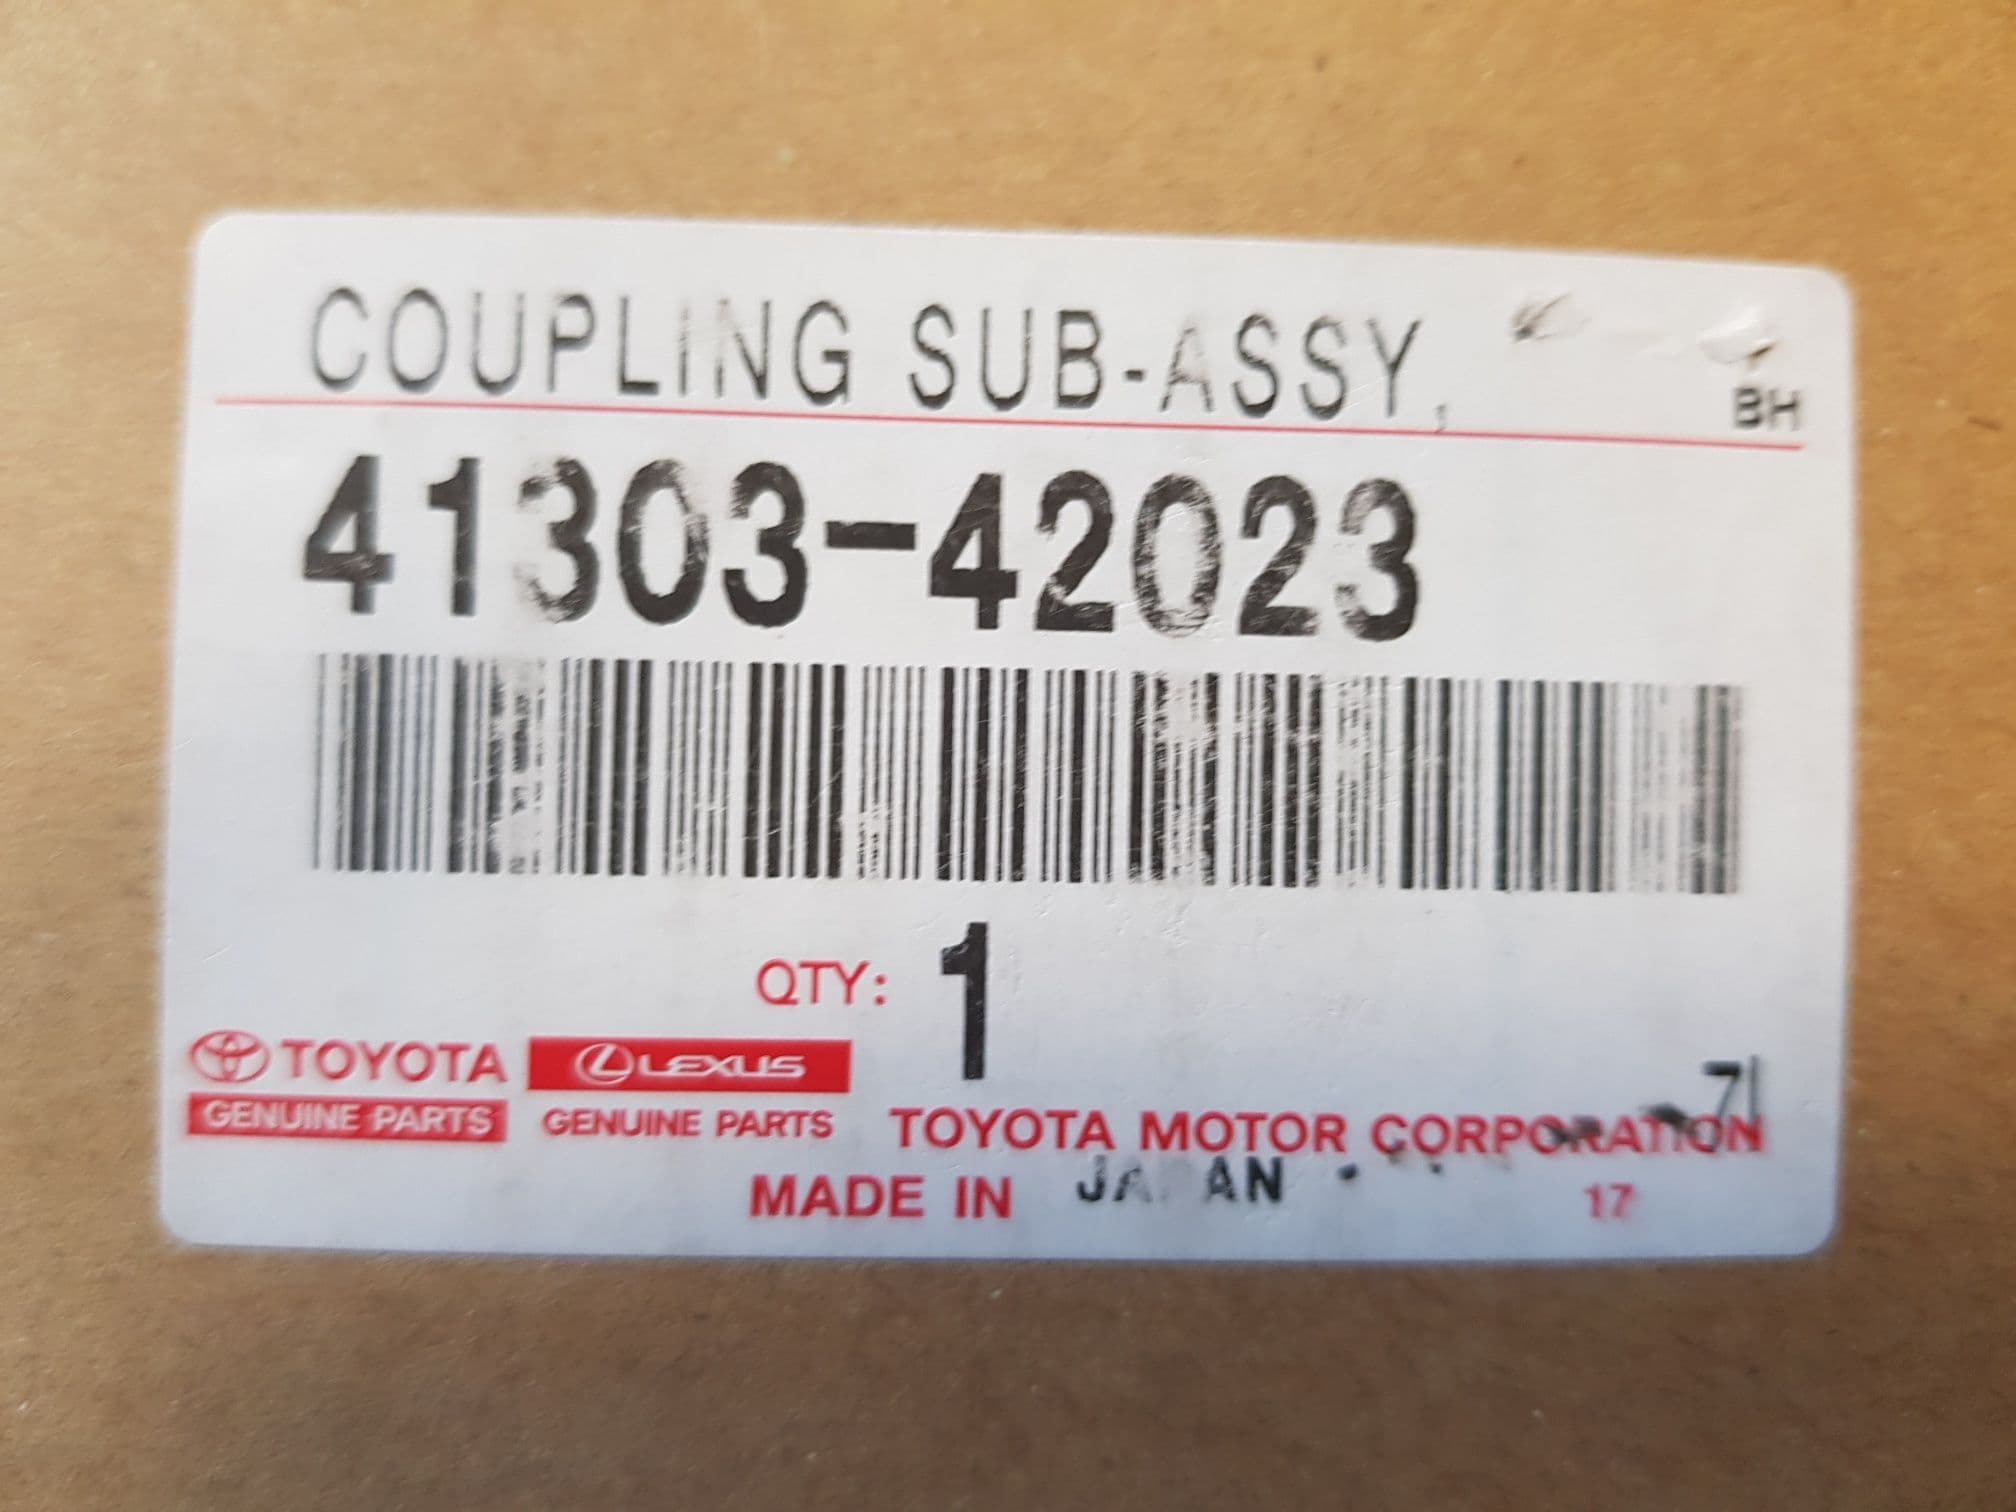 COUPLING SUB-ASSY,
BH
41303-42023
QTY: 1
TOYOTA LEXUS
GENUINE PARTS GENUINE PARTS TOYOTA MOTOR CORPORATION
71
MADE IN JAPAN
17